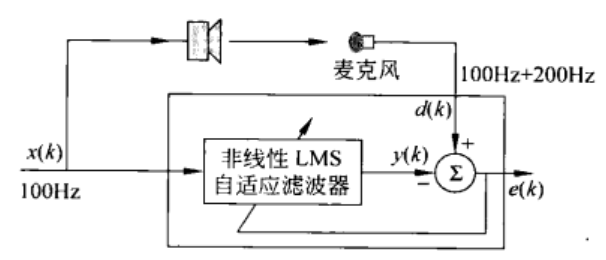 麦克风
100Hz+200Hz
d(k)
+
x(k)
非线性 LMS
自适应滤波器
y(k)
−
Σ
100Hz
e(k)